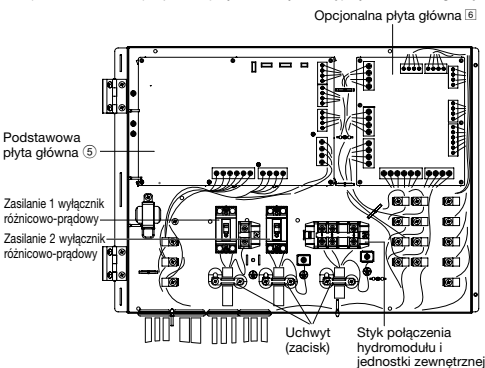 Opcjonalna płyta główna 6
Podstawowa
płyta główna ⑤
Zasilanie 1 wyłącznik
różnicowo-prądowy
Zasilanie 2 wyłącznik
różnicowo-prądowy
Uchwyt
(zacisk)
Styk połączenia
hydromodułu i
jednostki zewnętrznej